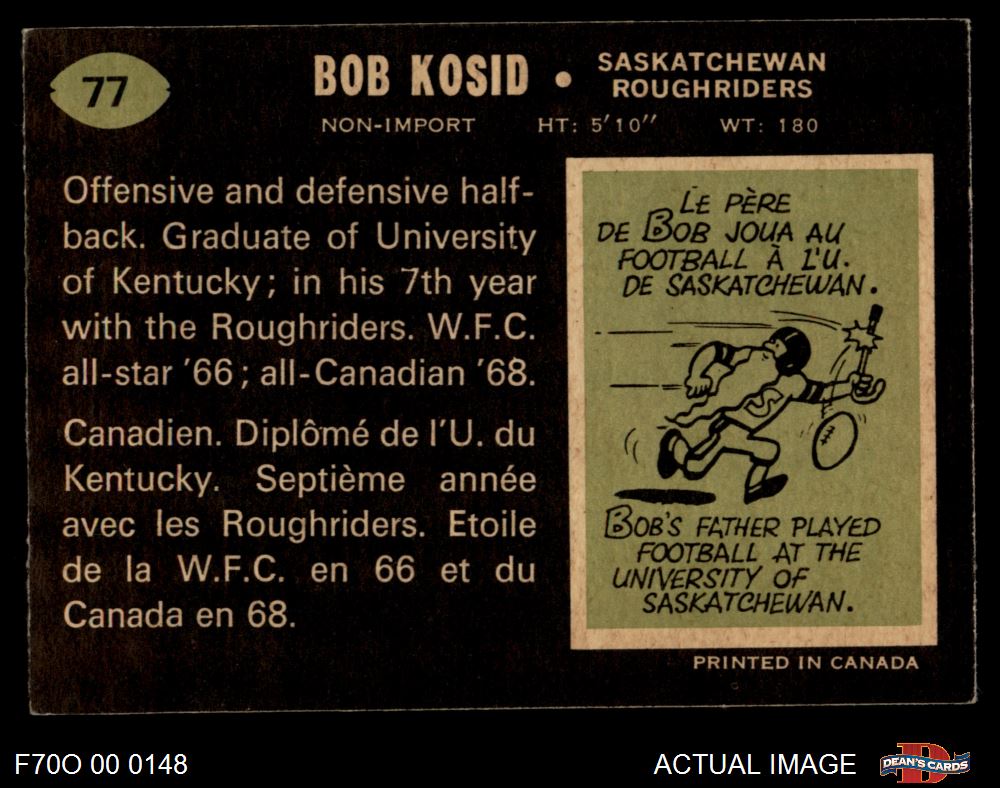 77
BOB KOSID • SASKATCHEWAN
ROUGHRIDERS
NON-IMPORT HT: 5'10" WT: 180
Offensive and defensive half-
back. Graduate of University
of Kentucky; in his 7th year
with the Roughriders. W.F.C.
all-star '66; all-Canadian '68.
Canadien. Diplômé de l'U. du
Kentucky. Septième année
avec les Roughriders. Etoile
de la W.F.C. en 66 et du
Canada en 68.
LE PÈRE
DE BOB JOUA AU
FOOTBALL À L'U.
DE SASKATCHEWAN.
BOB'S FATHER PLAYED
FOOTBALL AT THE
UNIVERSITY OF
SASKATCHEWAN.
PRINTED IN CANADA
F70O 00 0148
ACTUAL IMAGE
D
DEAN'S CARDS